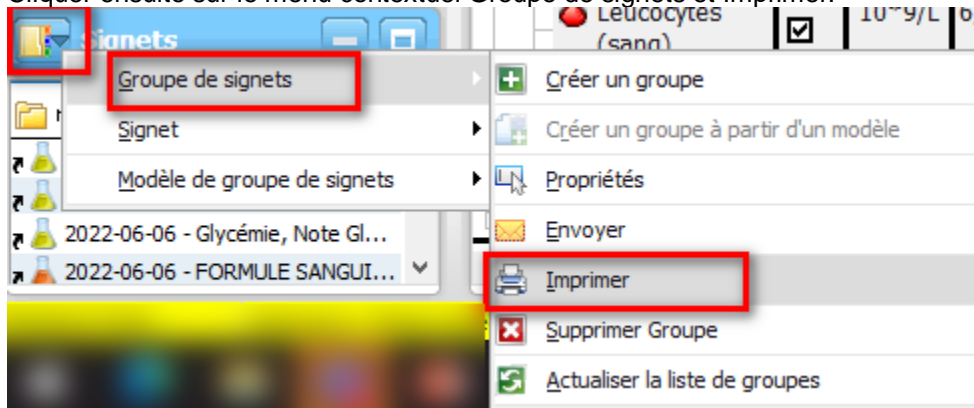 Cliquer ensuite sur le menu contextuel Groupe de signets et Imprimer.
Leucocytes
(sang)
10~9/L
Signets
Groupe de signets
Signet
Modèle de groupe de signets
2022-06-06 - Glycémie, Note Gl...
2022-06-06 - FORMULE SANGUI...
Créer un groupe
Créer un groupe à partir d'un modèle
Propriétés
Envoyer
Imprimer
Supprimer Groupe
Actualiser la liste de groupes